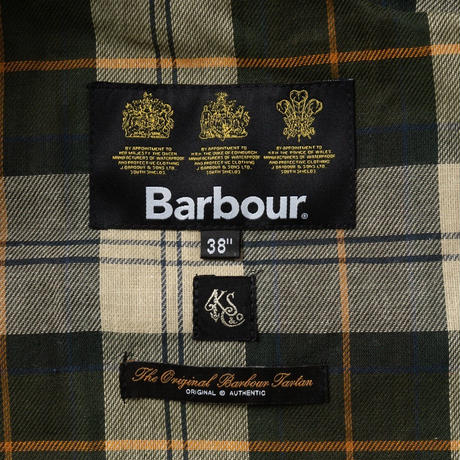 BY APPOINTMENT TO
HER MAJESTY THE QUEEN
MANUFACTURERS OF WATERPROOF
AND PROTECTIVE CLOTHING
J. BARBOUR & SONS LTD.
SOUTH SHIELDS
BY APPOINTMENT TO
H.R.H. THE DUKE OF EDINBURGH
MANUFACTURERS OF WATERPROOF
AND PROTECTIVE CLOTHING
J. BARBOUR & SONS LTD.
SOUTH SHIELDS
BY APPOINTMENT TO
H.R.H. THE PRINCE OF WALES
MANUFACTURERS OF WATERPROOF
AND PROTECTIVE CLOTHING
J. BARBOUR & SONS LTD.
SOUTH SHIELDS
Barbour®
38"
The Original Barbour Tartan
ORIGINAL © AUTHENTIC